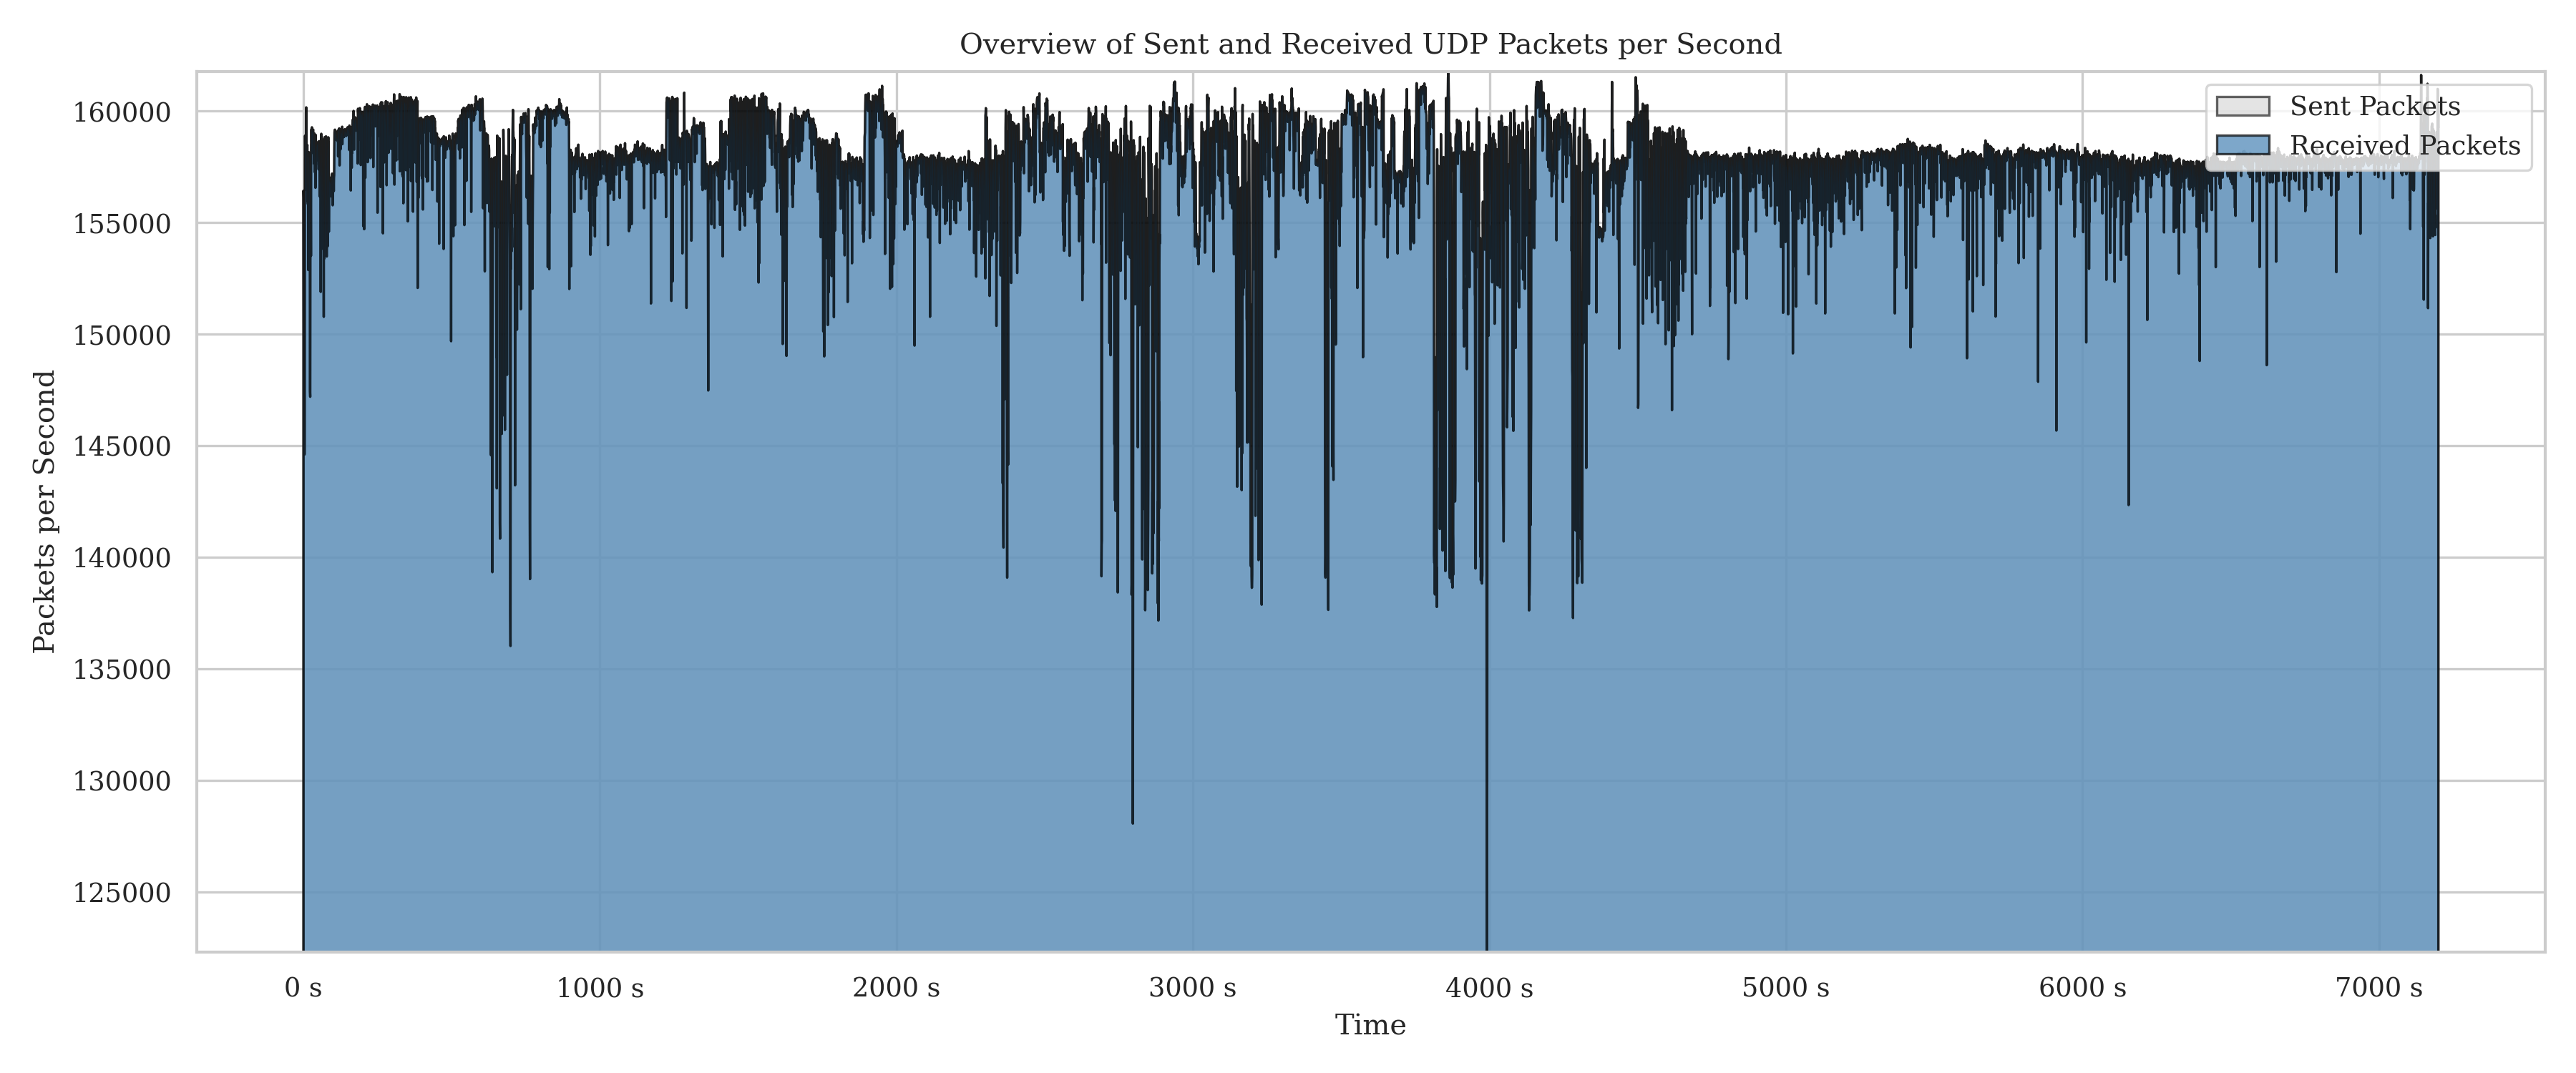 Overview of Sent and Received UDP Packets per Second
Sent Packets
Received Packets
Packets per Second
160000
155000
150000
145000
140000
135000
130000
125000
0 s
1000 s
2000 s
3000 s
4000 s
5000 s
6000 s
7000 s
Time